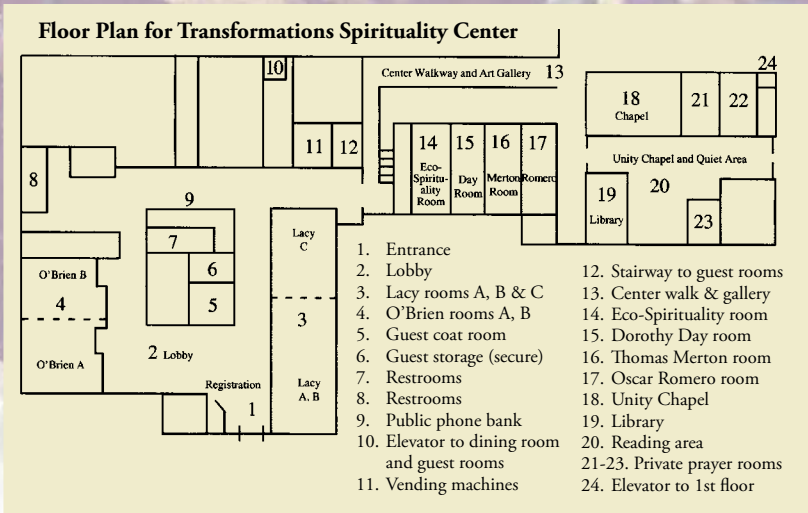 Floor Plan for Transformations Spirituality Center
24
10
Center Walkway and Art Gallery 13
18
Chapel
21
22
11
12
14
Eco-
Spiritu-
ality
Room
15
Day
Room
16
Merton
Room
17
Romero
Unity Chapel and Quiet Area
8
19
Library
20
23
9
7
6
5
Lacy
C
3
Lacy
A, B
O'Brien B
4
O'Brien A
2 Lobby
Registration
1
1. Entrance
2. Lobby
3. Lacy rooms A, B & C
4. O'Brien rooms A, B
5. Guest coat room
6. Guest storage (secure)
7. Restrooms
8. Restrooms
9. Public phone bank
10. Elevator to dining room
and guest rooms
11. Vending machines
12. Stairway to guest rooms
13. Center walk & gallery
14. Eco-Spirituality room
15. Dorothy Day room
16. Thomas Merton room
17. Oscar Romero room
18. Unity Chapel
19. Library
20. Reading area
21-23. Private prayer rooms
24. Elevator to 1st floor